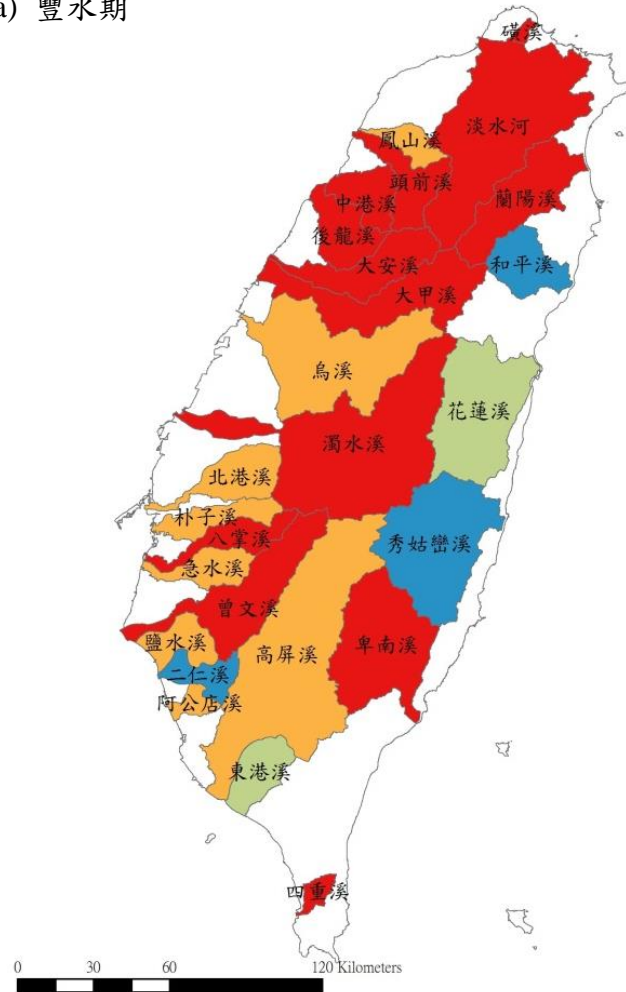 a) 豐水期
磺溪
淡水河
鳳山溪
頭前溪
中港溪
蘭陽溪
後龍溪
大安溪
和平溪
大甲溪
烏溪
花蓮溪
濁水溪
北港溪
朴子溪
八掌溪
秀姑巒溪
急水溪
曾文溪
鹽水溪
卑南溪
高屏溪
二仁溪
阿公店溪
東港溪
四重溪
0 30 60 120 Kilometers